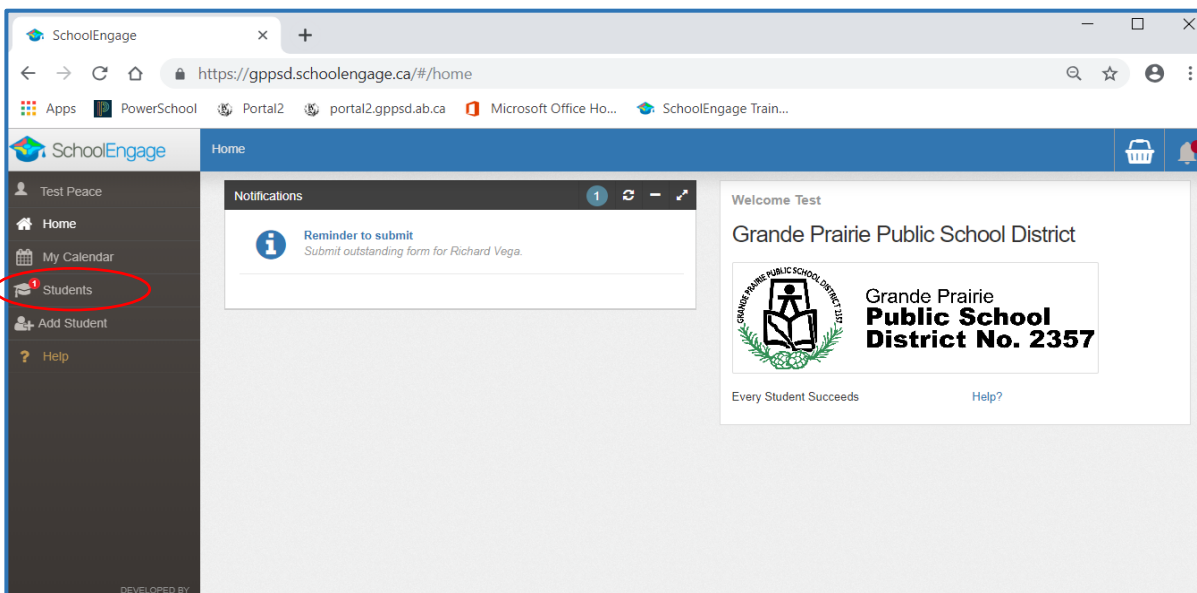 SchoolEngage
https://gppsd.schoolengage.ca/#/home
Apps PowerSchool Portal2 portal2.gppsd.ab.ca Microsoft Office Ho... SchoolEngage Train...
SchoolEngage Home
Test Peace
Home
My Calendar
1 Students
Add Student
? Help
DEVELOPED BY
Notifications 1
Reminder to submit
Submit outstanding form for Richard Vega.
Welcome Test
Grande Prairie Public School District
GRANDE PRAIRIE PUBLIC SCHOOL DISTRICT 2357
Grande Prairie
Public School
District No. 2357
Every Student Succeeds Help?